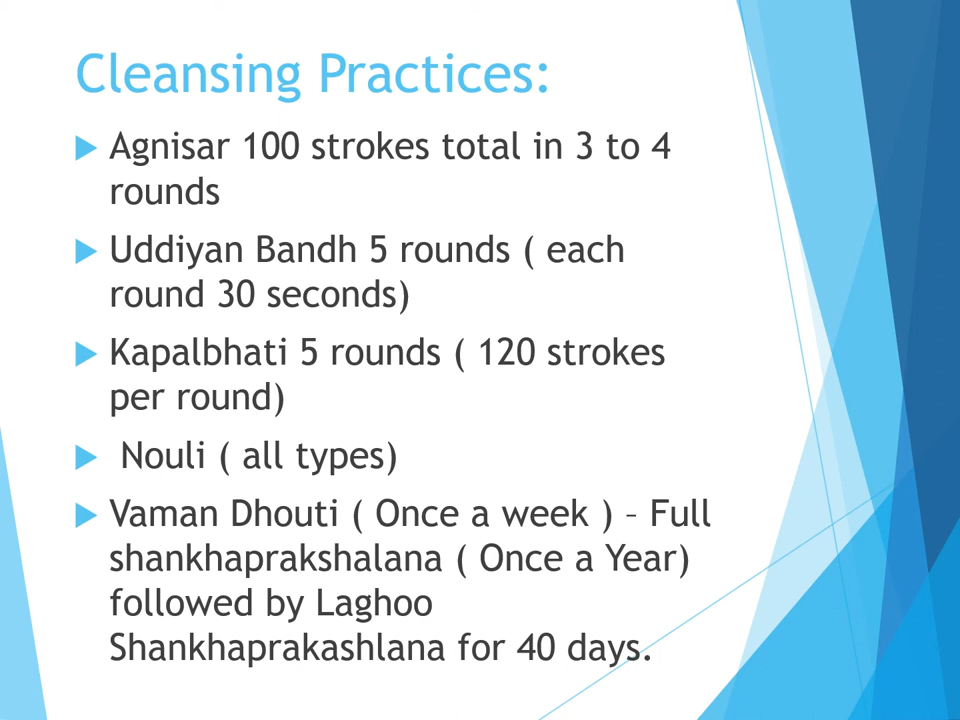 Cleansing Practices:
Agnisar 100 strokes total in 3 to 4
rounds
Uddiyan Bandh 5 rounds ( each
round 30 seconds)
Kapalbhati 5 rounds ( 120 strokes
per round)
Nouli ( all types)
Vaman Dhouti ( Once a week ) – Full
shankhaprakshalana ( Once a Year)
followed by Laghoo
Shankhaprakashlana for 40 days.